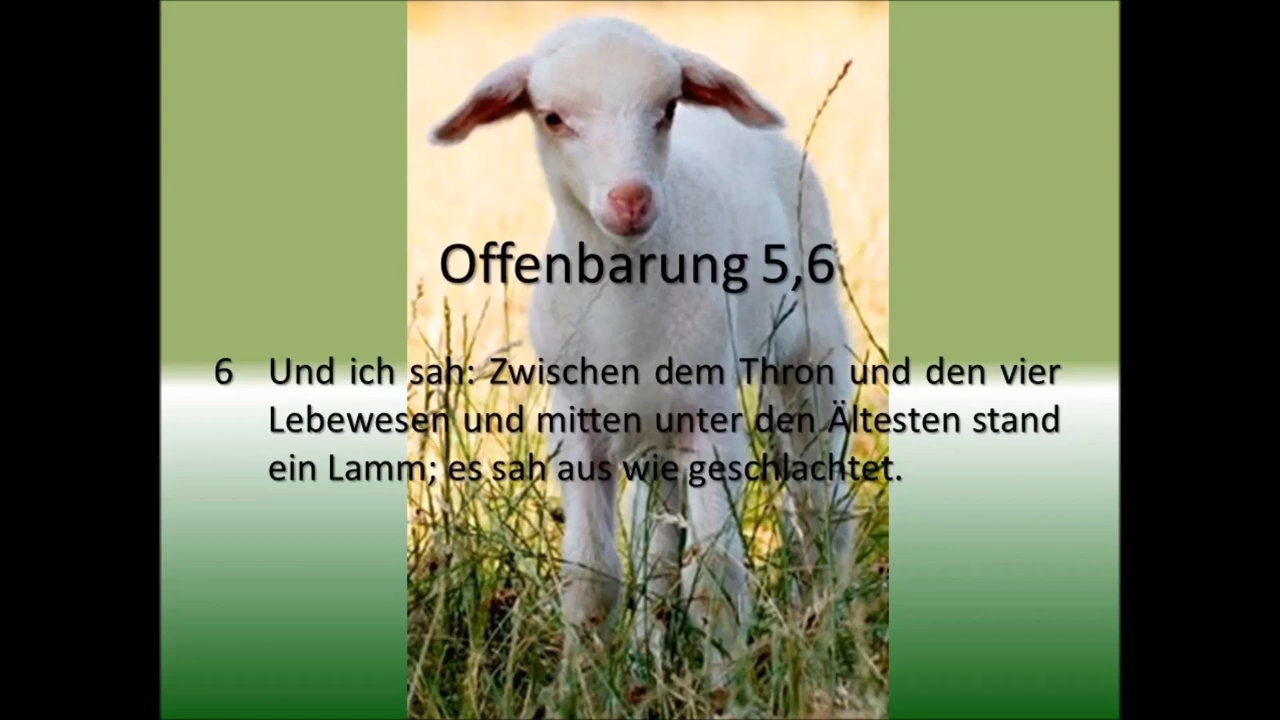 Offenbarung 5,6
6 Und ich sah: Zwischen dem Thron und den vier
Lebewesen und mitten unter den Ältesten stand
ein Lamm; es sah aus wie geschlachtet.